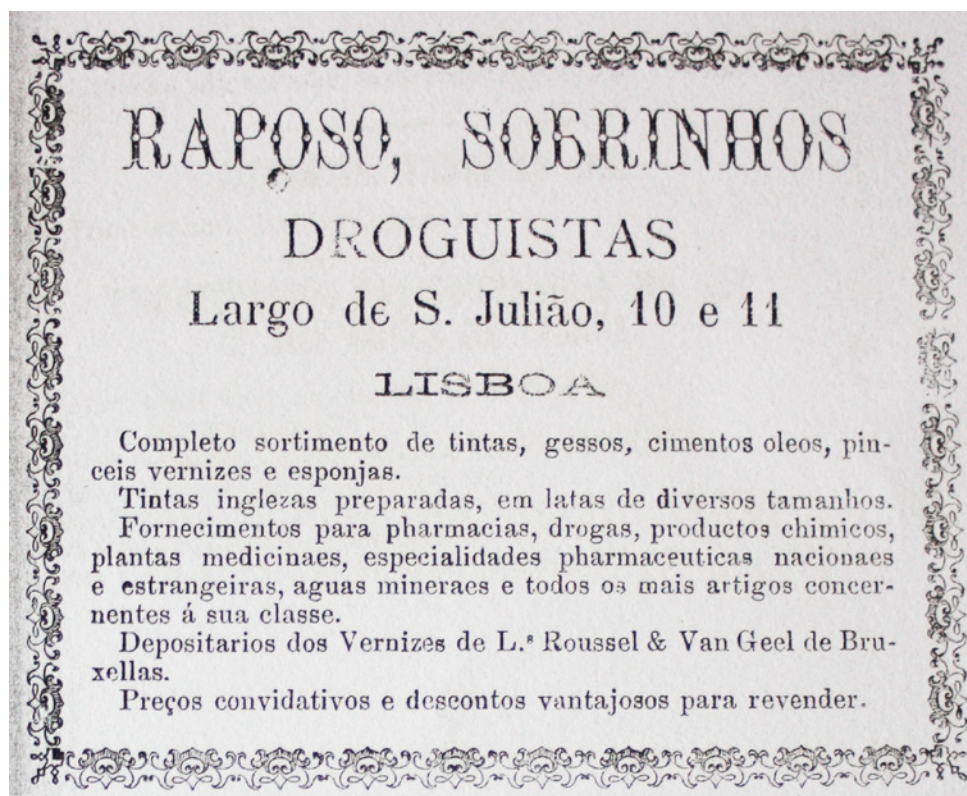 RAPOSO, SOBRINHOS
DROGUISTAS
Largo de S. Julião, 10 e 11
LISBOA
Completo sortimento de tintas, gessos, cimentos oleos, pin-
ceis vernizes e esponjas.
Tintas inglezas preparadas, em latas de diversos tamanhos.
Fornecimentos para pharmacias, drogas, productos chimicos,
plantas medicinaes, especialidades pharmaceuticas nacionaes
e estrangeiras, aguas mineraes e todos os mais artigos concer-
nentes á sua classe.
Depositarios dos Vernizes de L.ˢ Roussel & Van Geel de Bru-
xellas.
Preços convidativos e descontos vantajosos para revender.